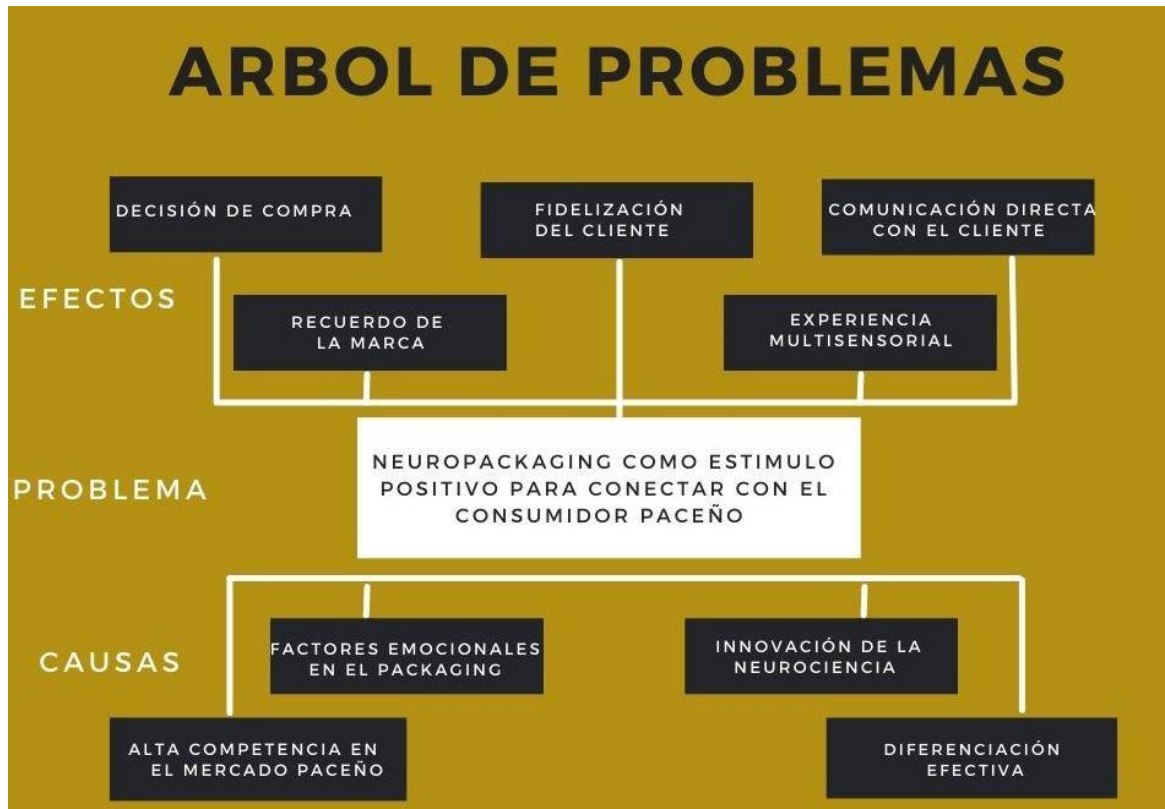 ARBOL DE PROBLEMAS
DECISIÓN DE COMPRA
FIDELIZACIÓN
DEL CLIENTE
COMUNICACIÓN DIRECTA
CON EL CLIENTE
EFECTOS
RECUERDO DE
LA MARCA
EXPERIENCIA
MULTISENSORIAL
PROBLEMA
NEUROPACKAGING COMO ESTIMULO
POSITIVO PARA CONECTAR CON EL
CONSUMIDOR PACEÑO
CAUSAS
FACTORES EMOCIONALES
EN EL PACKAGING
INNOVACIÓN DE LA
NEUROCIENCIA
ALTA COMPETENCIA EN
EL MERCADO PACEÑO
DIFERENCIACIÓN
EFECTIVA